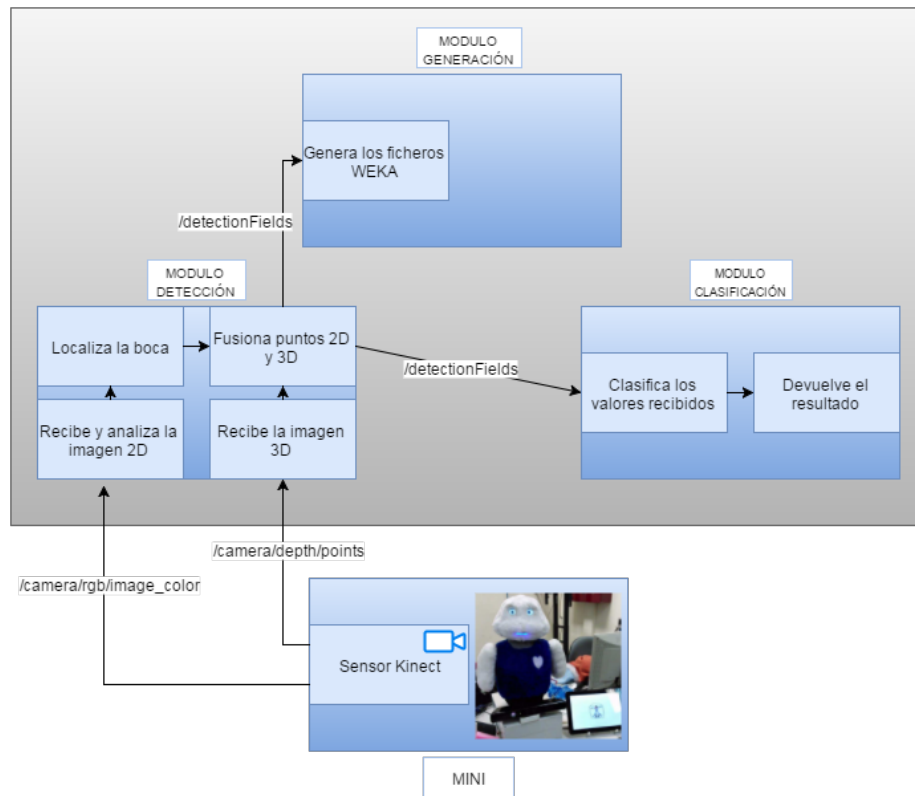 MODULO
GENERACIÓN
Genera los ficheros
WEKA
/detectionFields
MODULO
DETECCIÓN
Localiza la boca
Fusiona puntos 2D
y 3D
Recibe y analiza la
imagen 2D
Recibe la imagen
3D
/detectionFields
MODULO
CLASIFICACIÓN
Clasifica los
valores recibidos
Devuelve el
resultado
/camera/depth/points
/camera/rgb/image_color
Sensor Kinect
MINI